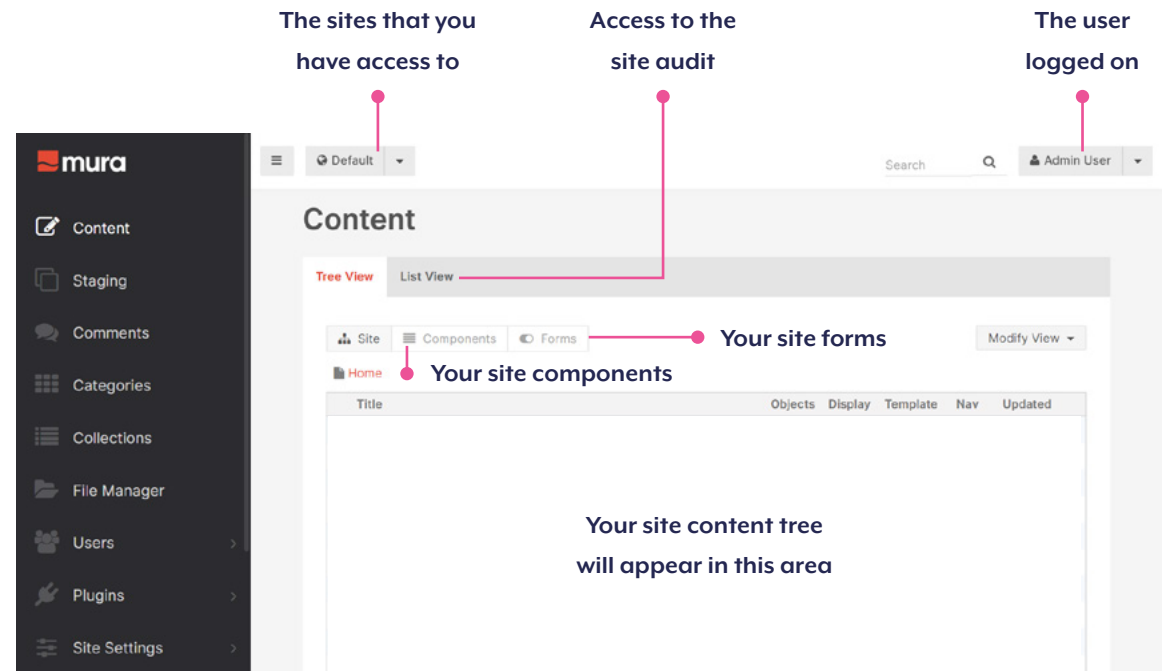 The sites that you
have access to
Access to the
site audit
The user
logged on
mura
Default
Search
Admin User
Content
Staging
Comments
Categories
Collections
File Manager
Users
Plugins
Site Settings
Content
Tree View
List View
Site
Components
Forms
Your site forms
Modify View
Home
Your site components
Title
Objects
Display
Template
Nav
Updated
Your site content tree
will appear in this area